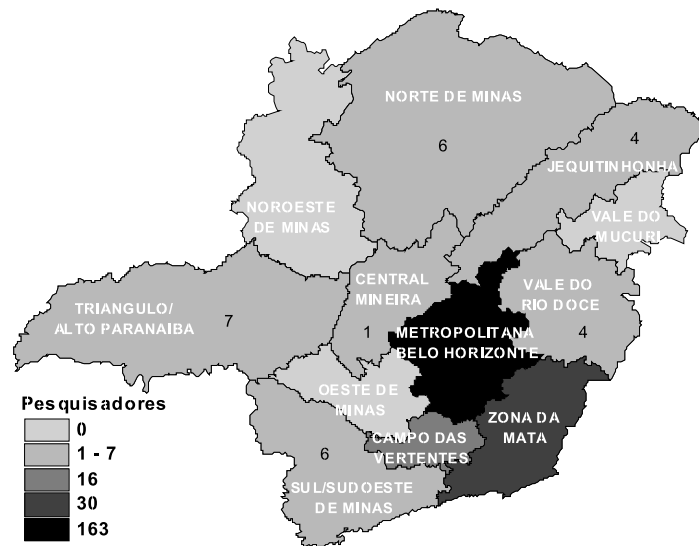 NORTE DE MINAS
6
4
JEQUITINHONHA
NOROESTE
DE MINAS
VALE DO
MUCURI
CENTRAL
MINEIRA
1
VALE DO
RIO DOCE
4
TRIANGULO/
ALTO PARANAIBA
7
METROPOLITANA
BELO HORIZONTE
OESTE DE
MINAS
ZONA DA
MATA
CAMPO DAS
VERTENTES
6
SUL/SUDOESTE
DE MINAS
Pesquisadores
0
1 - 7
16
30
163